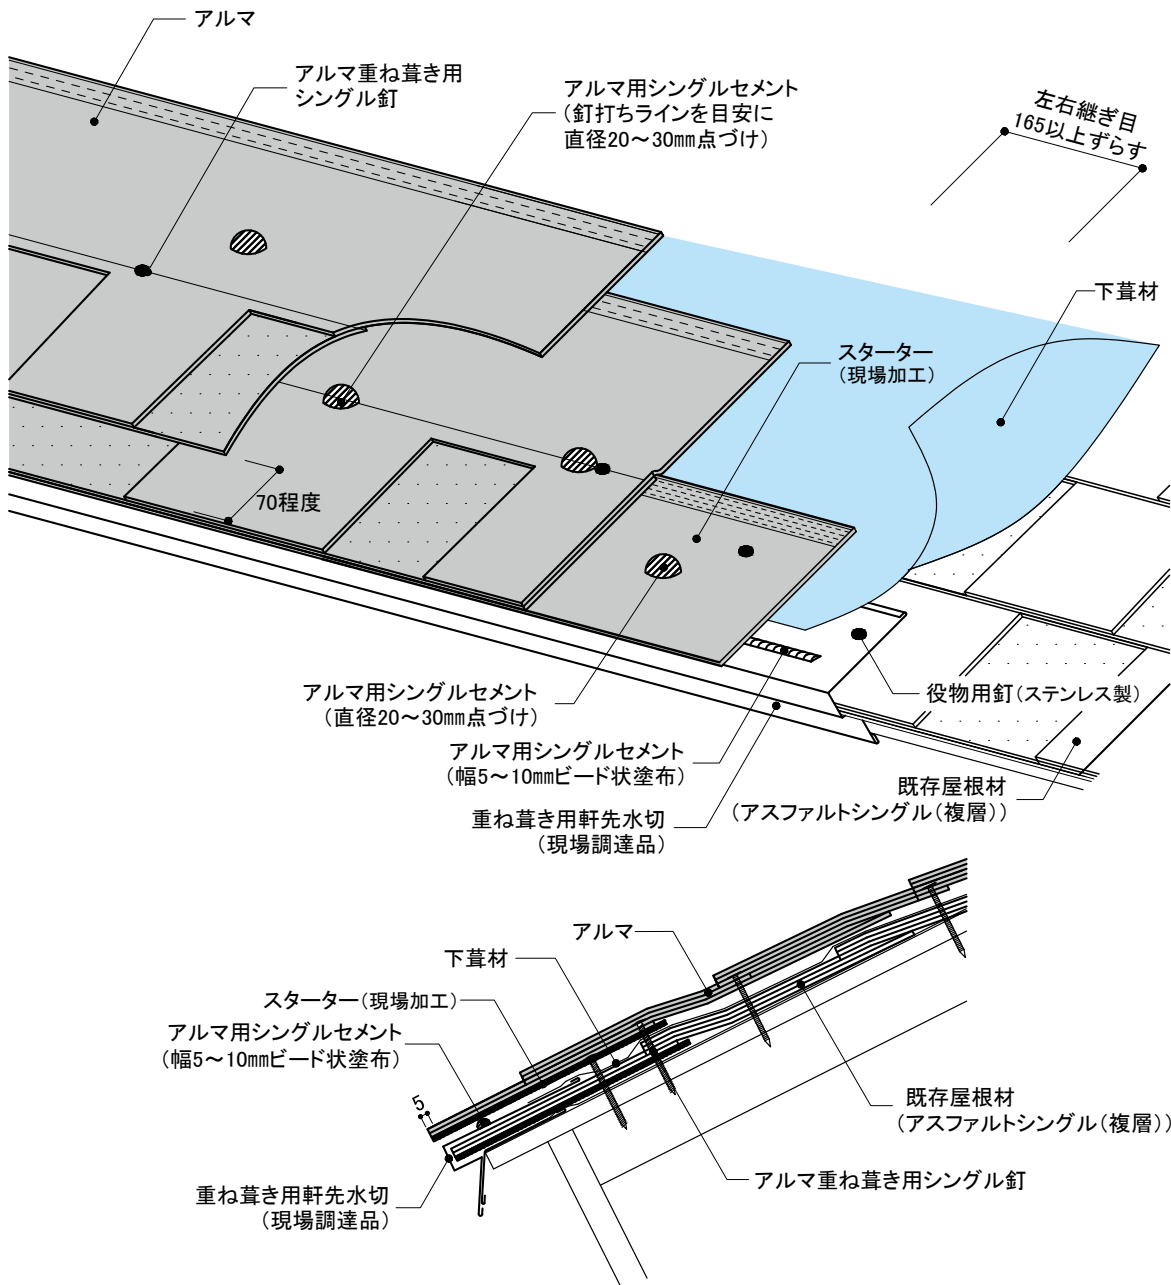 アルマ
アルマ重ね葺き用
シングル釘
アルマ用シングルセメント
(釘打ちラインを目安に
直径20～30mm点づけ)
左右継ぎ目
165以上ずらす
下葺材
スターター
(現場加工)
70程度
アルマ用シングルセメント
(直径20～30mm点づけ)
役物用釘(ステンレス製)
アルマ用シングルセメント
(幅5～10mmビード状塗布)
既存屋根材
(アスファルトシングル(複層))
重ね葺き用軒先水切
(現場調達品)
アルマ
下葺材
スターター(現場加工)
アルマ用シングルセメント
(幅5～10mmビード状塗布)
5
既存屋根材
(アスファルトシングル(複層))
アルマ重ね葺き用シングル釘
重ね葺き用軒先水切
(現場調達品)